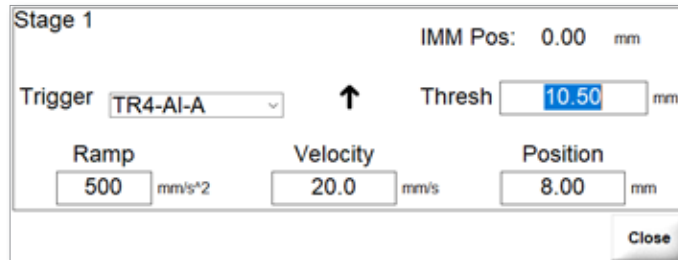 Stage 1
IMM Pos: 0.00 mm
Trigger TR4-AI-A ↑ Thresh 10.50 mm
Ramp Velocity Position
500 mm/s^2 20.0 mm/s 8.00 mm
Close